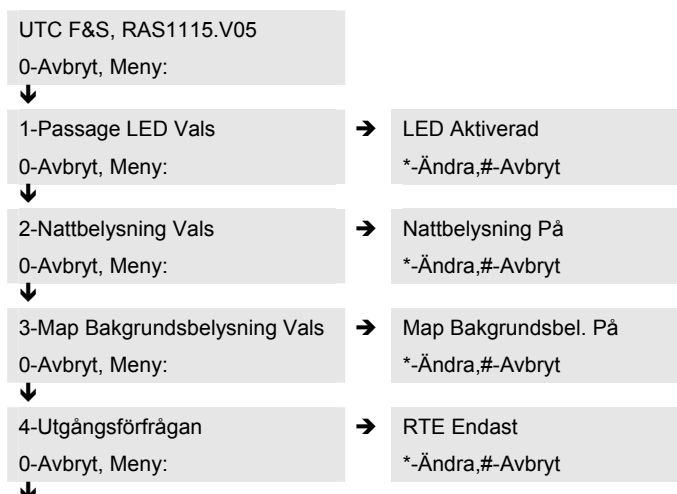 UTC F&S, RAS1115.V05
0-Avbryt, Meny:
1-Passage LED Vals
LED Aktiverad
0-Avbryt, Meny:
*-Ändra,#-Avbryt
2-Nattbelysning Vals
Nattbelysning På
0-Avbryt, Meny:
*-Ändra,#-Avbryt
3-Map Bakgrundsbelysning Vals
Map Bakgrundsbel. På
0-Avbryt, Meny:
*-Ändra,#-Avbryt
4-Utgångsförfrågan
RTE Endast
0-Avbryt, Meny:
*-Ändra,#-Avbryt